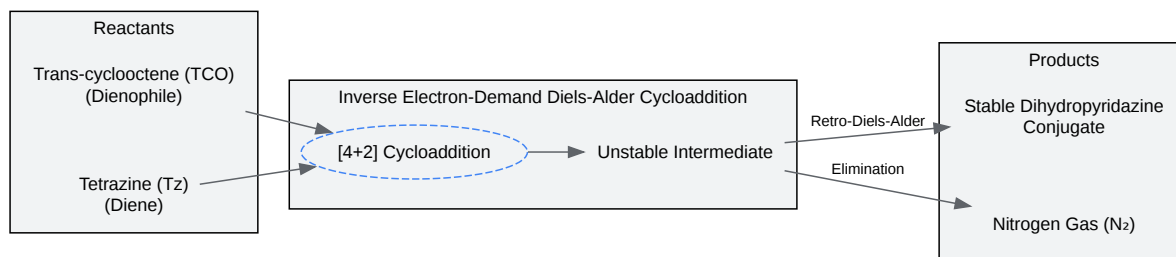 Reactants
Trans-cyclooctene (TCO)
(Dienophile)
Tetrazine (Tz)
(Diene)
Inverse Electron-Demand Diels-Alder Cycloaddition
[4+2] Cycloaddition
Unstable Intermediate
Retro-Diels-Alder
Elimination
Products
Stable Dihydropyridazine
Conjugate
Nitrogen Gas (N₂)